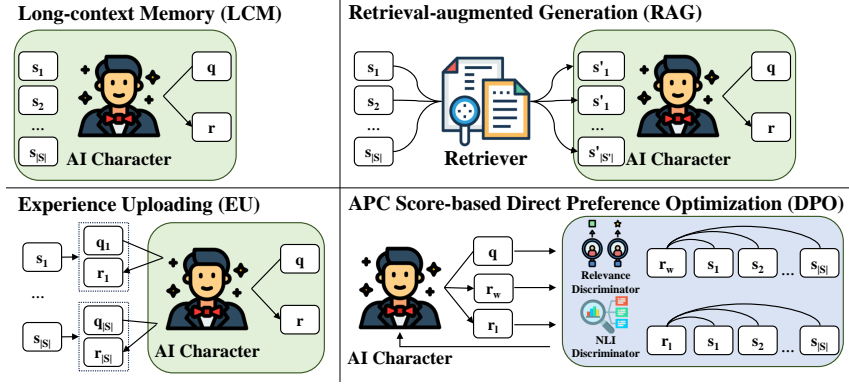 Long-context Memory (LCM)
s1
s2
...
s|S|
AI Character
q
r
Retrieval-augmented Generation (RAG)
s1
s2
...
s|S|
Retriever
s'1
s'1
...
s'|S'|
AI Character
q
r
Experience Uploading (EU)
s1
q1
r1
...
s|S|
q|S|
r|S|
AI Character
q
r
APC Score-based Direct Preference Optimization (DPO)
AI Character
q
rw
rl
Relevance
Discriminator
NLI
Discriminator
rw s1 s2 ... s|S|
rl s1 s2 ... s|S|